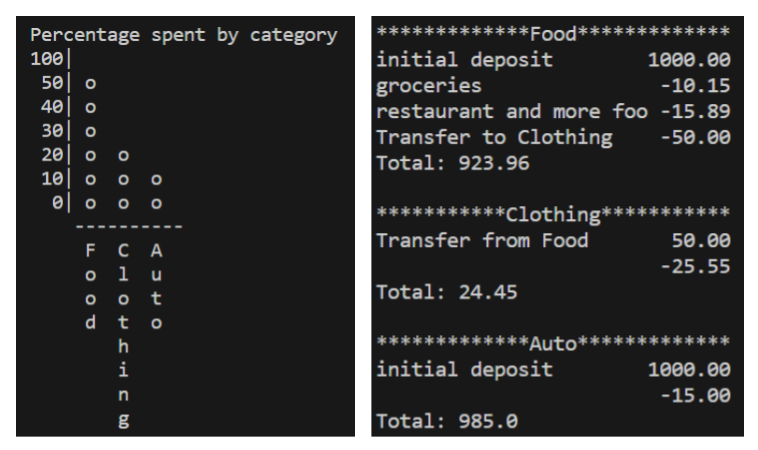 Percentage spent by category
100|
 50| o
 40| o
 30| o
 20| o  o
 10| o  o  o
  0| o  o  o
    ----------
     F  C  A
     o  l  u
     o  o  t
     d  t  o
        h
        i
        n
        g
*************Food*************
initial deposit        1000.00
groceries               -10.15
restaurant and more foo -15.89
Transfer to Clothing    -50.00
Total: 923.96
***********Clothing***********
Transfer from Food       50.00
                        -25.55
Total: 24.45
*************Auto*************
initial deposit        1000.00
                        -15.00
Total: 985.0